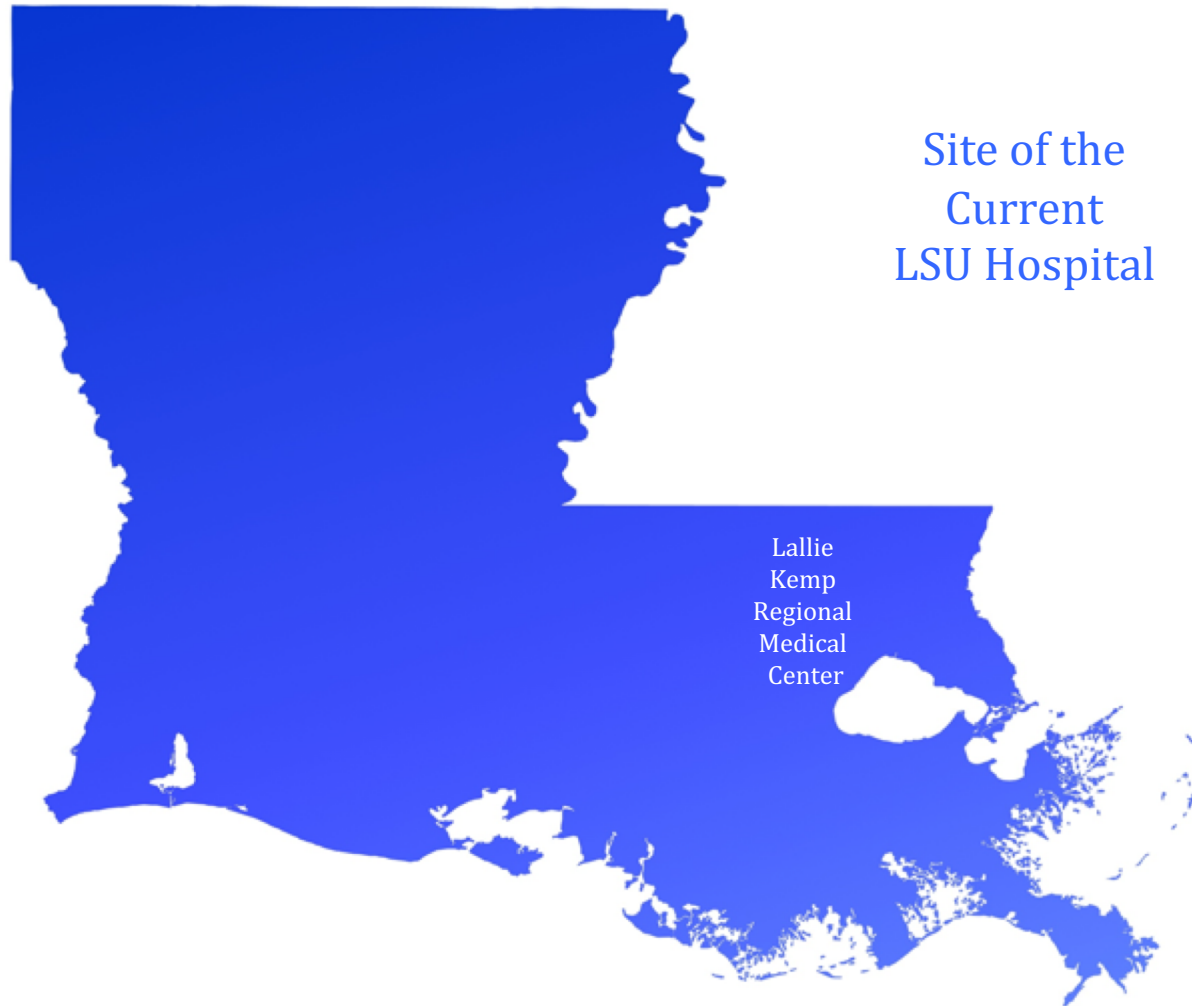 Site of the
Current
LSU Hospital
Lallie
Kemp
Regional
Medical
Center